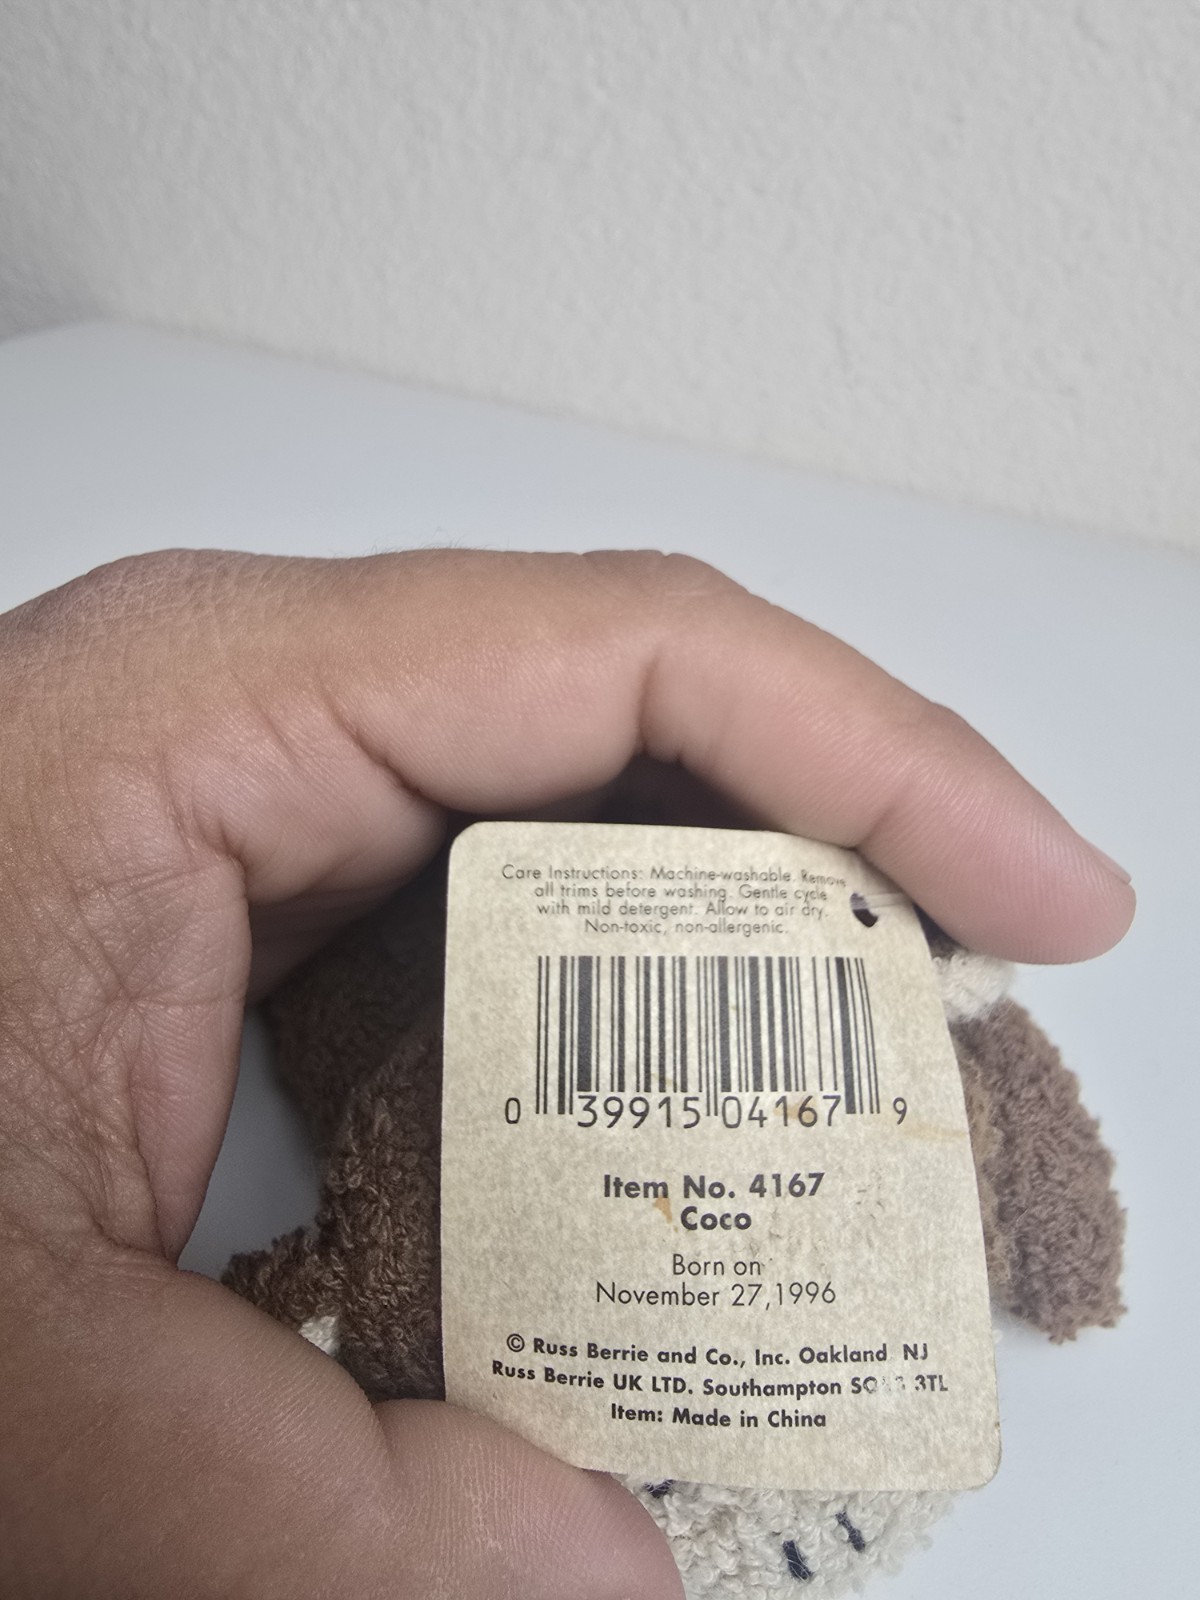 Care Instructions: Machine-washable. Remove
all trims before washing. Gentle cycle
with mild detergent. Allow to air dry.
Non-toxic, non-allergenic.
0 39915 04167 9
Item No. 4167
Coco
Born on
November 27, 1996
© Russ Berrie and Co., Inc. Oakland NJ
Russ Berrie UK LTD. Southampton 3TL
Item: Made in China